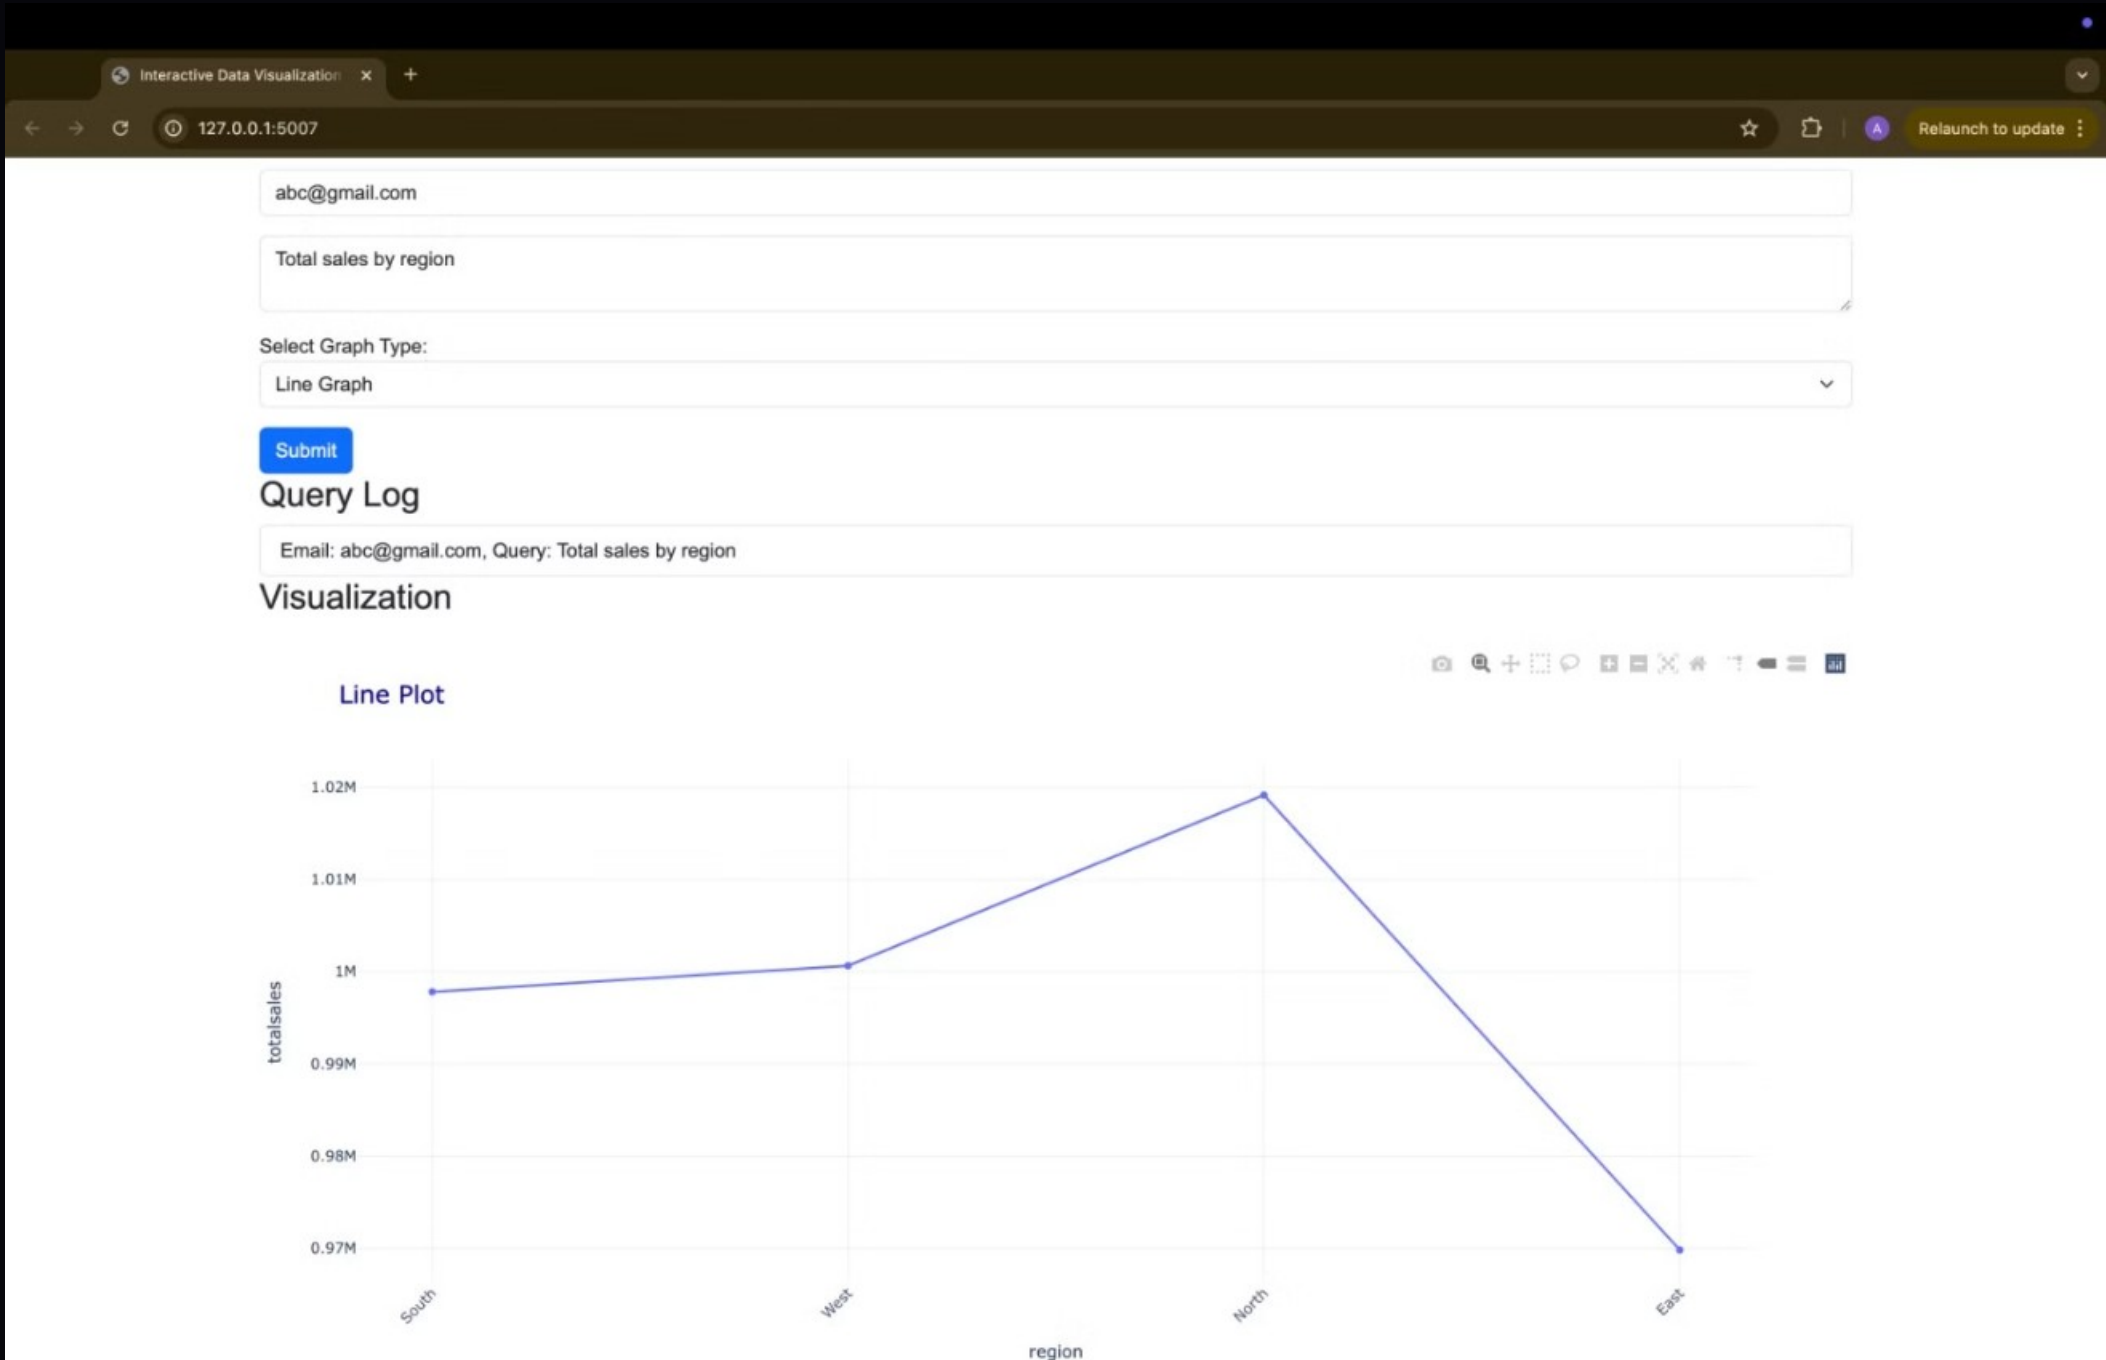 Interactive Data Visualization
127.0.0.1:5007
A
Relaunch to update
abc@gmail.com
Total sales by region
Select Graph Type:
Line Graph
Submit
Query Log
Email: abc@gmail.com, Query: Total sales by region
Visualization
Line Plot
1.02M
1.01M
1M
0.99M
0.98M
0.97M
totalsales
South
West
North
East
region